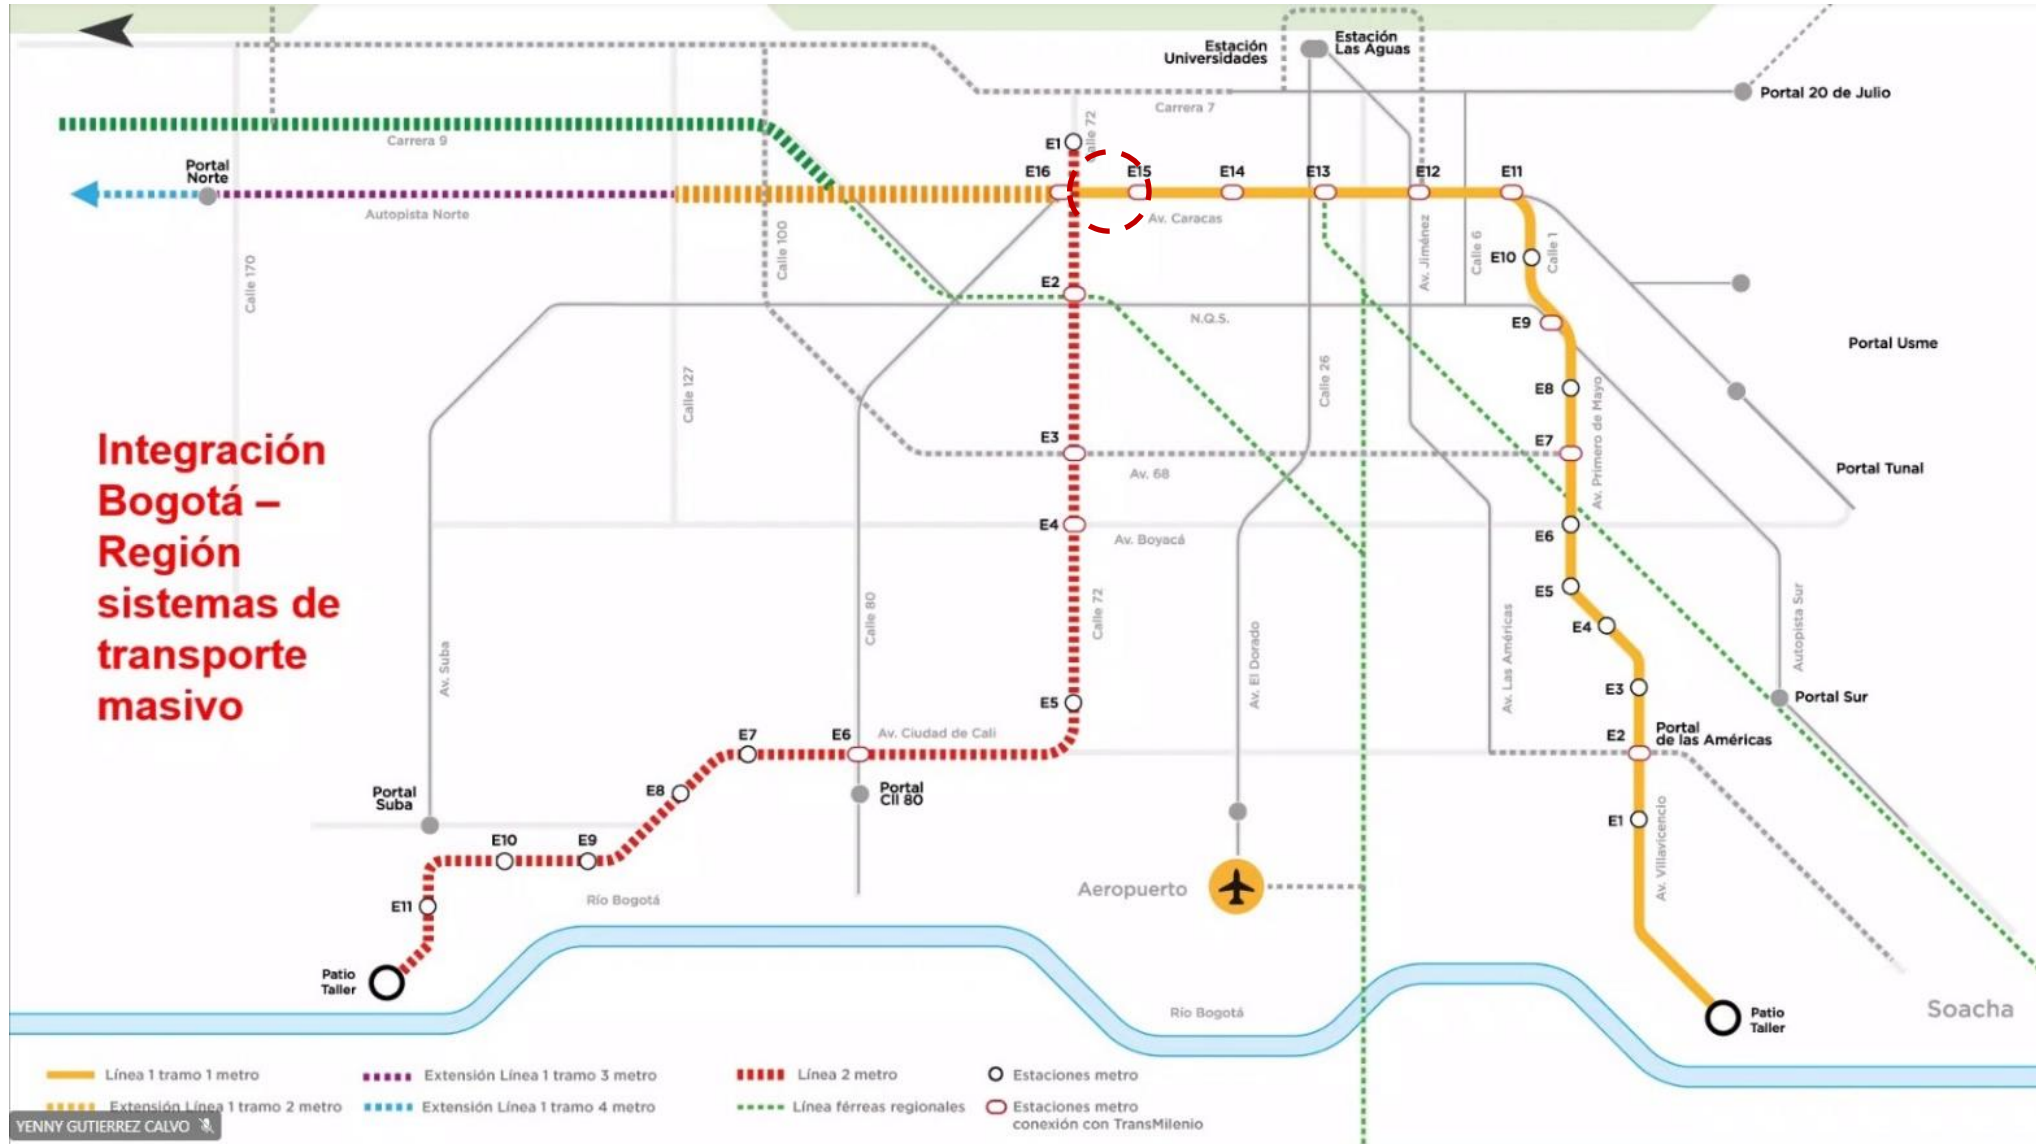 Estación
Universidades
Estación
Las Aguas
Portal 20 de Julio
Carrera 7
Calle 72
Carrera 9
E1
Portal
Norte
E16
E15
E14
E13
E12
E11
Autopista Norte
Av. Caracas
Calle 170
Calle 100
Av. Jiménez
Calle 6
Calle 1
E10
E2
N.Q.S.
E9
Portal Usme
Calle 127
Calle 26
E8
Av. Primero de Mayo
Integración
Bogotá –
Región
sistemas de
transporte
masivo
E3
E7
Av. 68
Portal Tunal
E4
Av. Boyacá
E6
E5
Calle 80
Calle 72
Av. Suba
Av. El Dorado
Av. Las Américas
Autopista Sur
E4
E3
Portal Sur
E5
E7
E6
Av. Ciudad de Cali
E2
Portal
de las Américas
Portal
Suba
E8
Portal
Cll 80
E1
Av. Villavicencio
E10
E9
Aeropuerto
E11
Río Bogotá
Patio
Taller
Río Bogotá
Soacha
Patio
Taller
Línea 1 tramo 1 metro
Extensión Línea 1 tramo 3 metro
Línea 2 metro
Estaciones metro
Extensión Línea 1 tramo 2 metro
Extensión Línea 1 tramo 4 metro
Línea férreas regionales
Estaciones metro
conexión con TransMilenio
YENNY GUTIERREZ CALVO